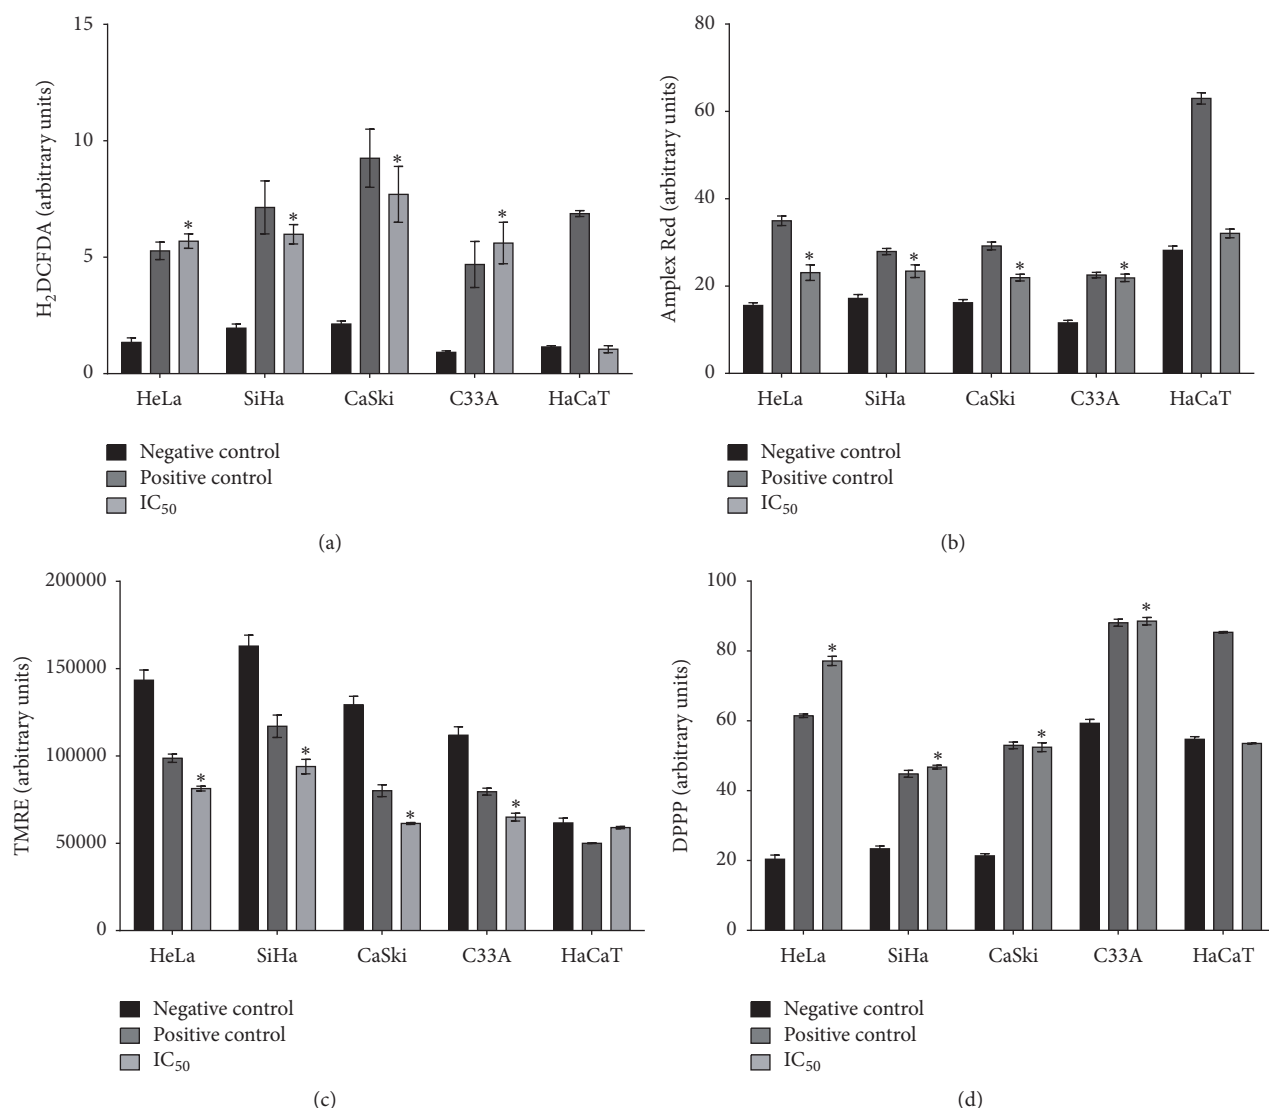 15
10
5
0
H₂DCFDA (arbitrary units)
* * * *
HeLa SiHa CaSki C33A HaCaT
Negative control
Positive control
IC₅₀
(a)
80
60
40
20
0
Amplex Red (arbitrary units)
* * * *
HeLa SiHa CaSki C33A HaCaT
Negative control
Positive control
IC₅₀
(b)
200000
150000
100000
50000
0
TMRE (arbitrary units)
* * * *
HeLa SiHa CaSki C33A HaCaT
Negative control
Positive control
IC₅₀
(c)
100
80
60
40
20
0
DPPP (arbitrary units)
* * * *
HeLa SiHa CaSki C33A HaCaT
Negative control
Positive control
IC₅₀
(d)